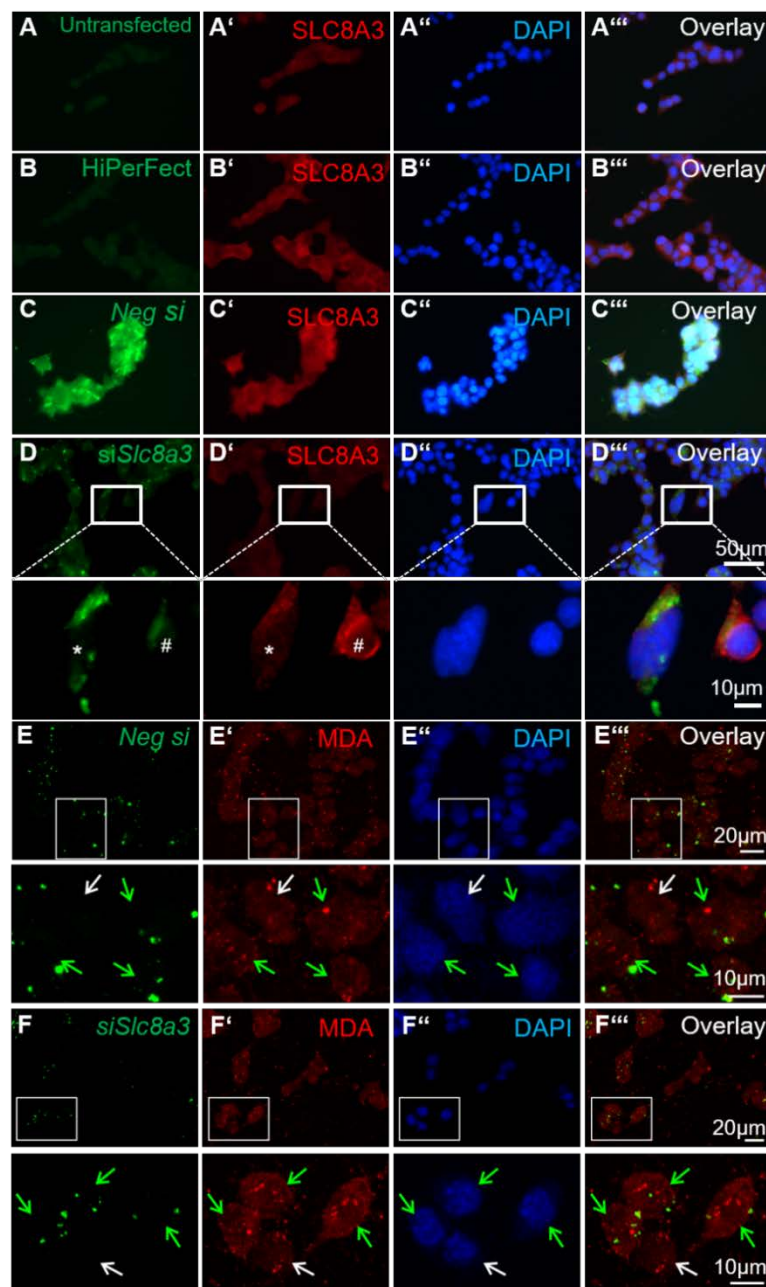 A Untransfected A‘ SLC8A3 A‘‘ DAPI A‘‘‘ Overlay
B HiPerFect B‘ SLC8A3 B‘‘ DAPI B‘‘‘ Overlay
C Neg si C‘ SLC8A3 C‘‘ DAPI C‘‘‘ Overlay
D siSlc8a3 D‘ SLC8A3 D‘‘ DAPI D‘‘‘ Overlay
50µm
* # * #
10µm
E Neg si E‘ MDA E‘‘ DAPI E‘‘‘ Overlay
20µm
10µm
F siSlc8a3 F‘ MDA F‘‘ DAPI F‘‘‘ Overlay
20µm
10µm